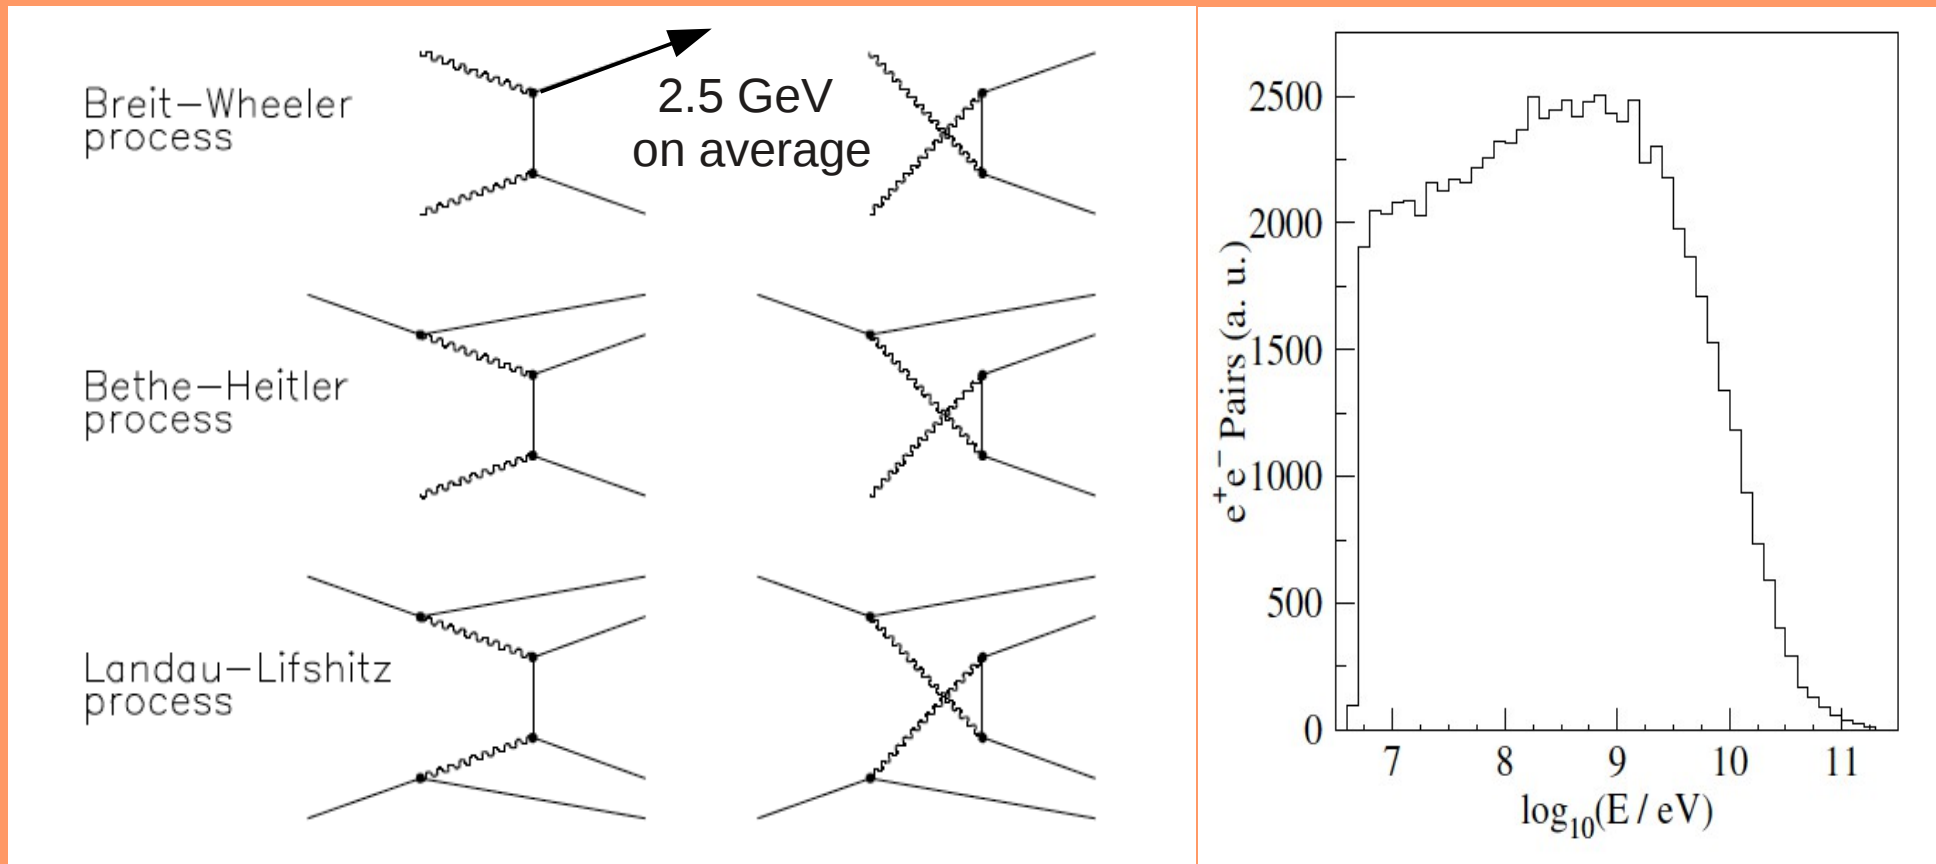 Breit−Wheeler
process
2.5 GeV
on average
Bethe−Heitler
process
Landau−Lifshitz
process
e⁺e⁻ Pairs (a. u.)
2500
2000
1500
1000
500
0
7 8 9 10 11
log₁₀(E / eV)